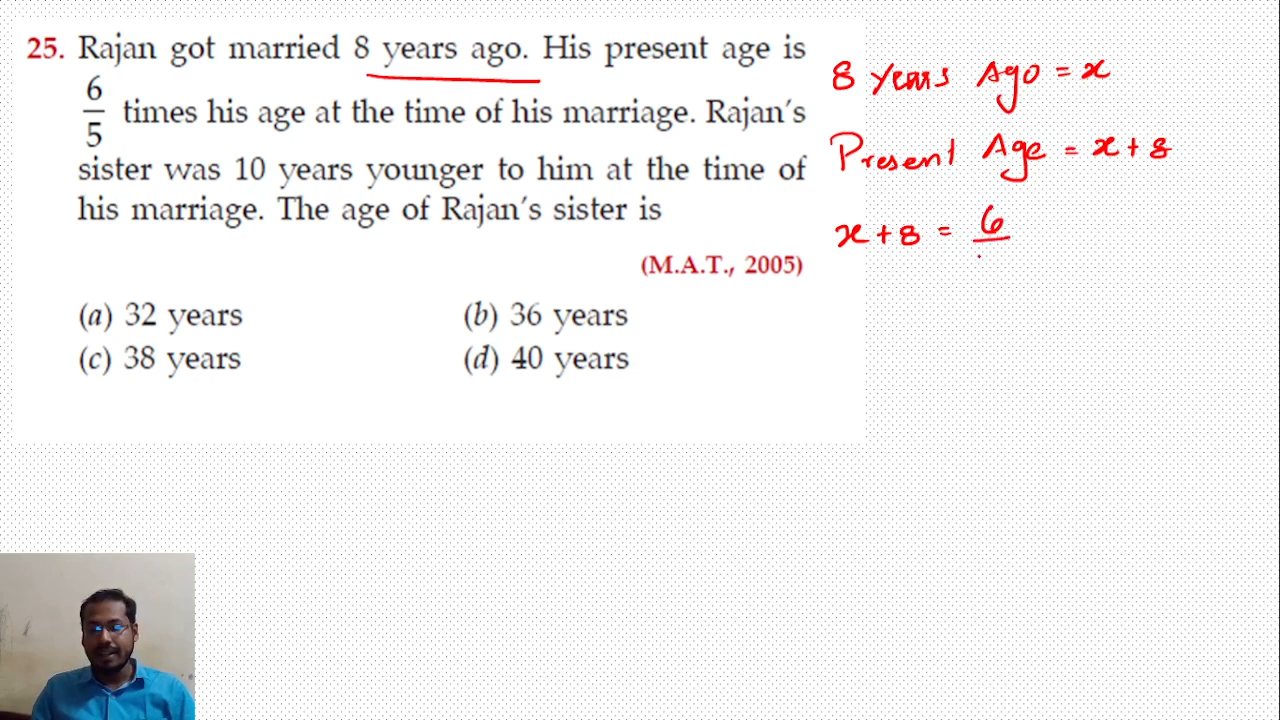 25. Rajan got married 8 years ago. His present age is
6/5 times his age at the time of his marriage. Rajan's
sister was 10 years younger to him at the time of
his marriage. The age of Rajan's sister is
(M.A.T., 2005)
(a) 32 years (b) 36 years
(c) 38 years (d) 40 years
8 Years Ago = x
Present Age = x + 8
x + 8 = 6